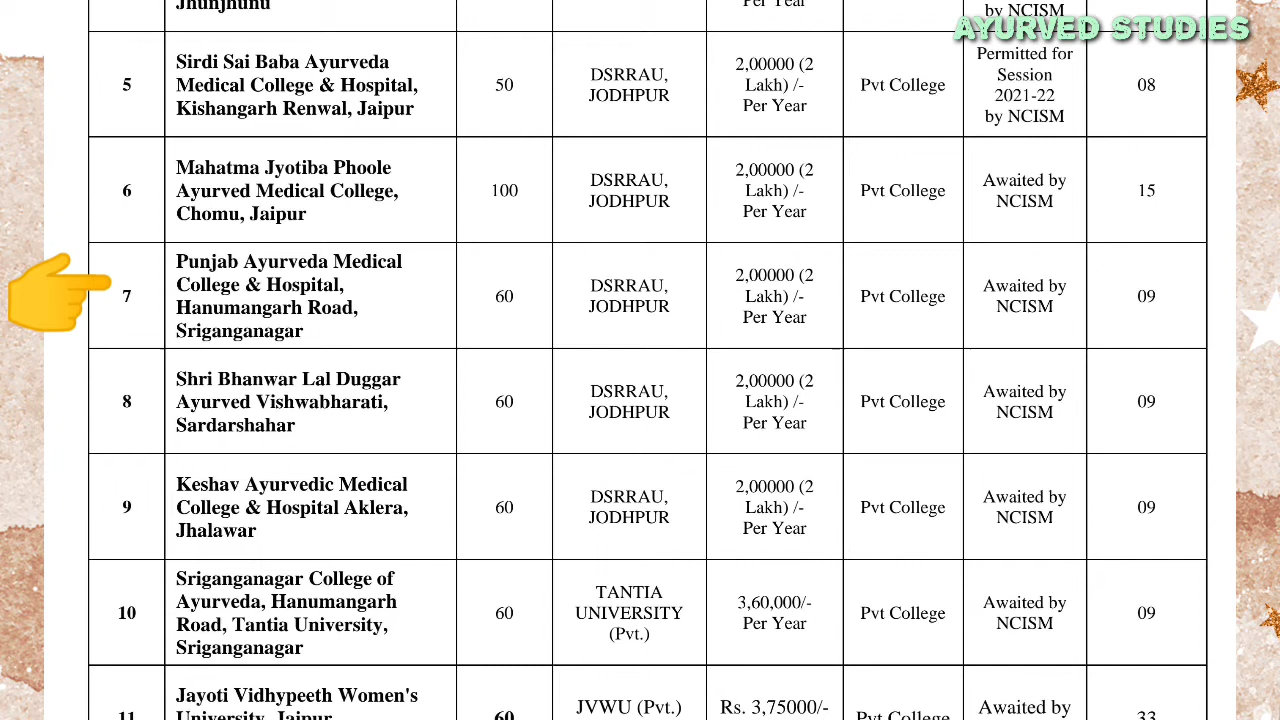 Jhunjhunu
Per Year
by NCISM
AYURVED STUDIES
5
Sirdi Sai Baba Ayurveda
Medical College & Hospital,
Kishangarh Renwal, Jaipur
50
DSRRAU,
JODHPUR
2,00000 (2
Lakh) /-
Per Year
Pvt College
Permitted for
Session
2021-22
by NCISM
08
6
Mahatma Jyotiba Phoole
Ayurved Medical College,
Chomu, Jaipur
100
DSRRAU,
JODHPUR
2,00000 (2
Lakh) /-
Per Year
Pvt College
Awaited by
NCISM
15
7
Punjab Ayurveda Medical
College & Hospital,
Hanumangarh Road,
Sriganganagar
60
DSRRAU,
JODHPUR
2,00000 (2
Lakh) /-
Per Year
Pvt College
Awaited by
NCISM
09
8
Shri Bhanwar Lal Duggar
Ayurved Vishwabharati,
Sardarshahar
60
DSRRAU,
JODHPUR
2,00000 (2
Lakh) /-
Per Year
Pvt College
Awaited by
NCISM
09
9
Keshav Ayurvedic Medical
College & Hospital Aklera,
Jhalawar
60
DSRRAU,
JODHPUR
2,00000 (2
Lakh) /-
Per Year
Pvt College
Awaited by
NCISM
09
10
Sriganganagar College of
Ayurveda, Hanumangarh
Road, Tantia University,
Sriganganagar
60
TANTIA
UNIVERSITY
(Pvt.)
3,60,000/-
Per Year
Pvt College
Awaited by
NCISM
09
11
Jayoti Vidhypeeth Women's
University, Jaipur
60
JVWU (Pvt.)
Rs. 3,75000/-
Pvt College
Awaited by
33